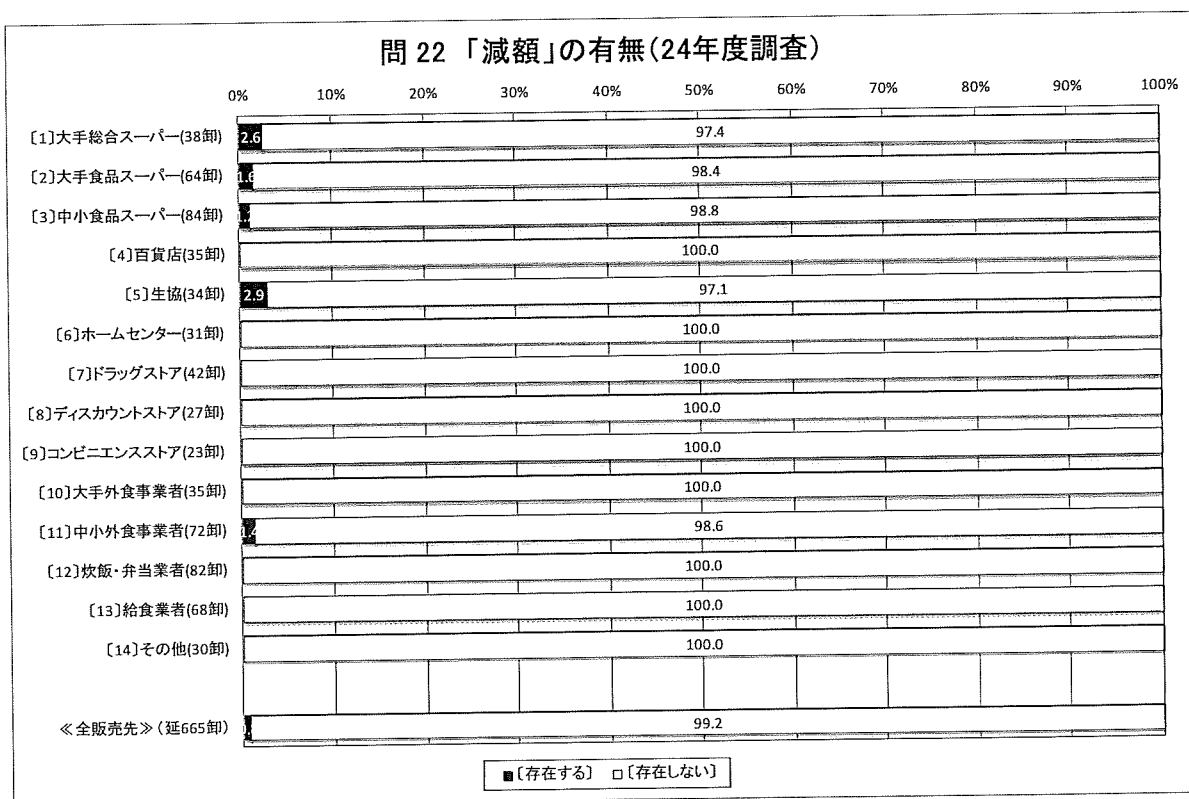 問 22 「減額」の有無(24年度調査)
0% 10% 20% 30% 40% 50% 60% 70% 80% 90% 100%
〔1〕大手総合スーパー(38卸) 2.6 97.4
〔2〕大手食品スーパー(64卸) 1.6 98.4
〔3〕中小食品スーパー(84卸) 98.8
〔4〕百貨店(35卸) 100.0
〔5〕生協(34卸) 2.9 97.1
〔6〕ホームセンター(31卸) 100.0
〔7〕ドラッグストア(42卸) 100.0
〔8〕ディスカウントストア(27卸) 100.0
〔9〕コンビニエンスストア(23卸) 100.0
〔10〕大手外食事業者(35卸) 100.0
〔11〕中小外食事業者(72卸) 1.4 98.6
〔12〕炊飯・弁当業者(82卸) 100.0
〔13〕給食業者(68卸) 100.0
〔14〕その他(30卸) 100.0
≪全販売先≫(延665卸) 99.2
■〔存在する〕 □〔存在しない〕